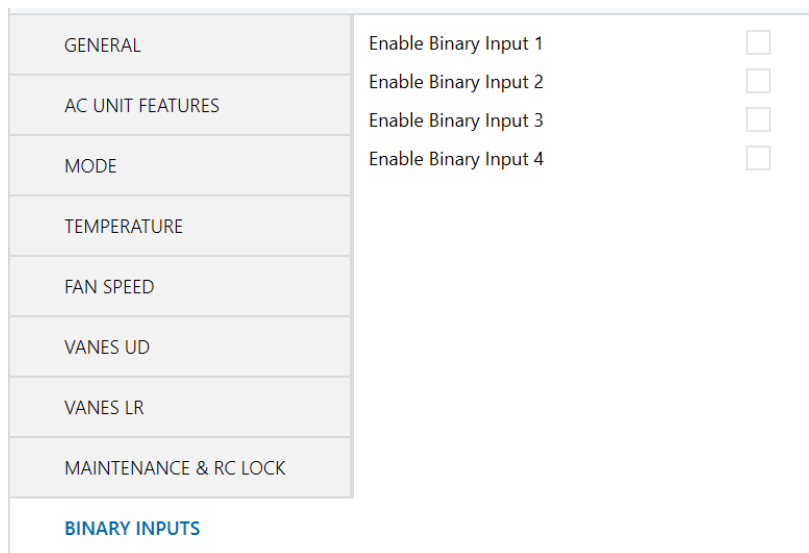 GENERAL
AC UNIT FEATURES
MODE
TEMPERATURE
FAN SPEED
VANES UD
VANES LR
MAINTENANCE & RC LOCK
BINARY INPUTS
Enable Binary Input 1
Enable Binary Input 2
Enable Binary Input 3
Enable Binary Input 4